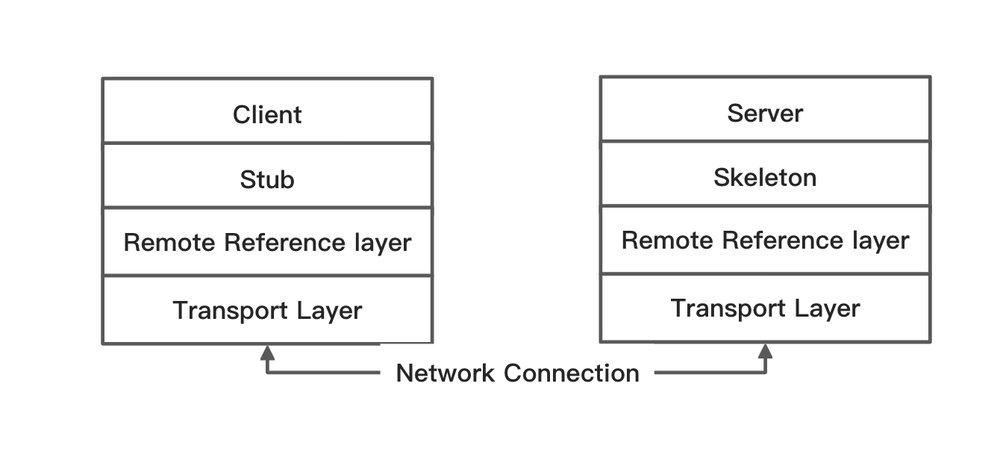 Client
Stub
Remote Reference layer
Transport Layer
Server
Skeleton
Remote Reference layer
Transport Layer
Network Connection